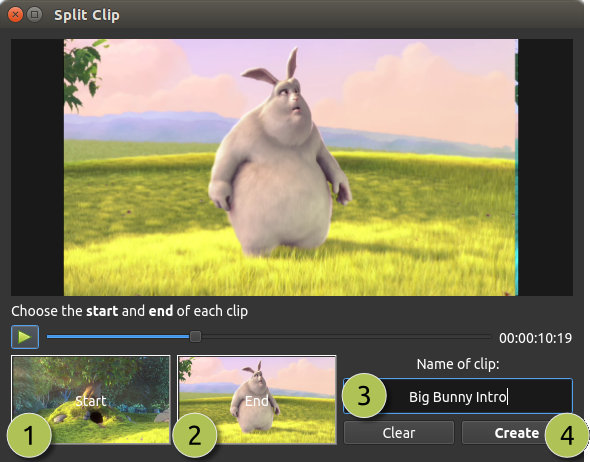 Split Clip
Choose the start and end of each clip
00:00:10:19
Start
End
Name of clip:
Big Bunny Intro
Clear
Create
1
2
3
4